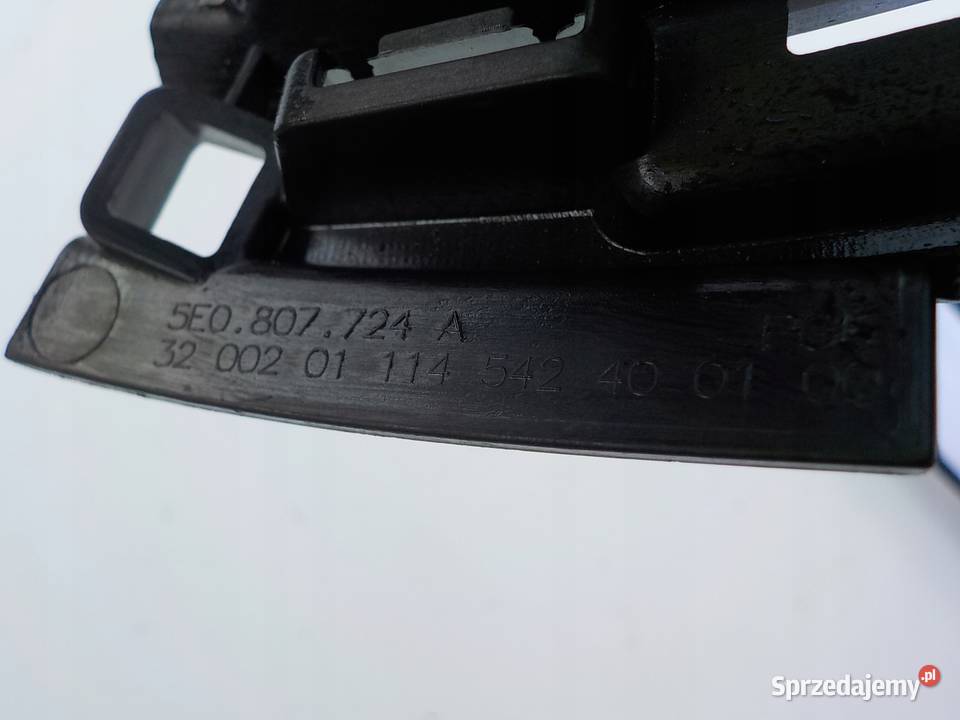 5E0.807.724 A
32 002 01 114 542 40 01
Sprzedajemy.pl